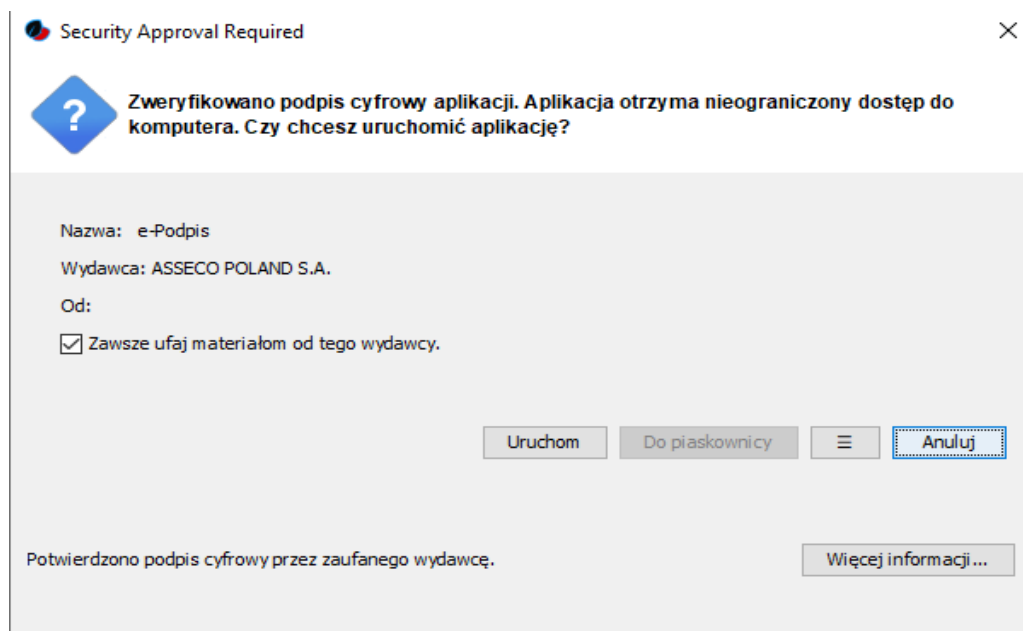 Security Approval Required
?
Zweryfikowano podpis cyfrowy aplikacji. Aplikacja otrzyma nieograniczony dostęp do
komputera. Czy chcesz uruchomić aplikację?
Nazwa: e-Podpis
Wydawca: ASSECO POLAND S.A.
Od:
Zawsze ufaj materiałom od tego wydawcy.
Uruchom Do piaskownicy ☰ Anuluj
Potwierdzono podpis cyfrowy przez zaufanego wydawcę. Więcej informacji...